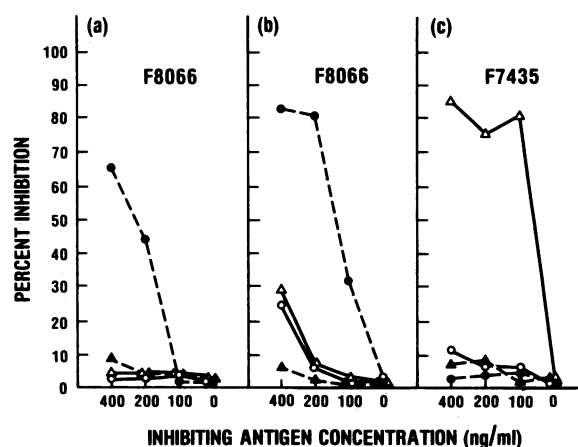 (a) (b) (c)
F8066 F8066 F7435
PERCENT INHIBITION
100
90
80
70
60
50
40
30
20
10
0
400 200 100 0 400 200 100 0 400 200 100 0
INHIBITING ANTIGEN CONCENTRATION (ng/ml)